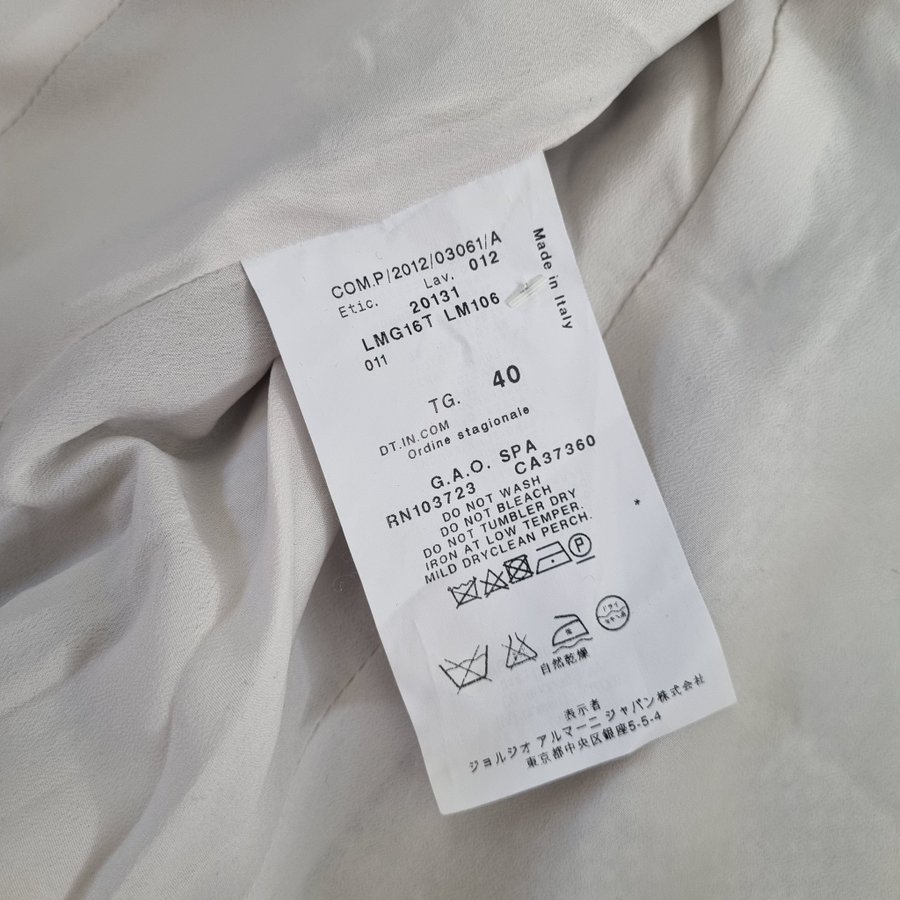 COM.P/2012/03061/A
Etic. Lav. 012
20131
LMG16T LM106
011
TG. 40
DT.IN.COM
Ordine stagionale
G.A.O. SPA
RN103723 CA37360
DO NOT WASH
DO NOT BLEACH
DO NOT TUMBLER DRY
IRON AT LOW TEMPER.
MILD DRYCLEAN PERCH.
P
自然乾燥
ドライ
表示者
ジョルジオ アルマーニ ジャパン株式会社
東京都中央区銀座5-5-4
Made in Italy